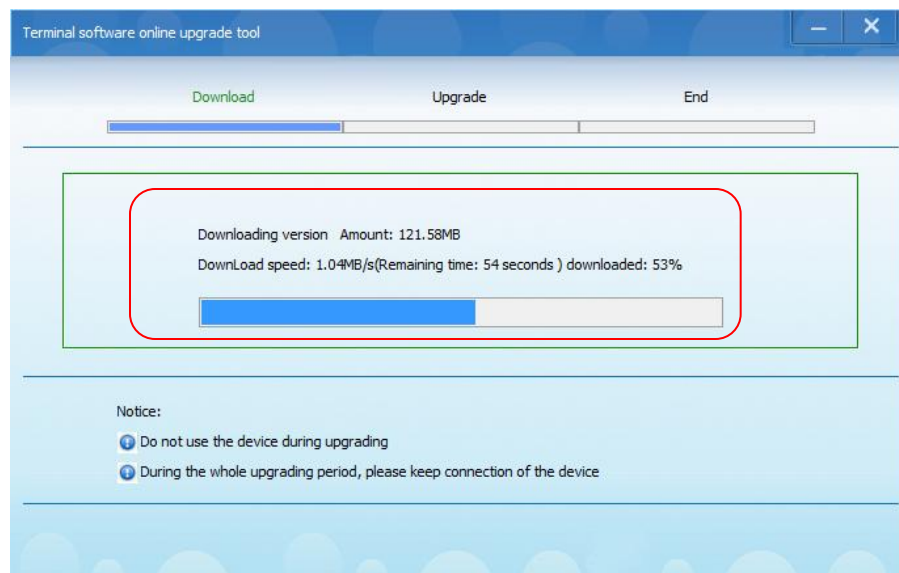 Terminal software online upgrade tool
Download Upgrade End
Downloading version Amount: 121.58MB
DownLoad speed: 1.04MB/s(Remaining time: 54 seconds ) downloaded: 53%
Notice:
Do not use the device during upgrading
During the whole upgrading period, please keep connection of the device